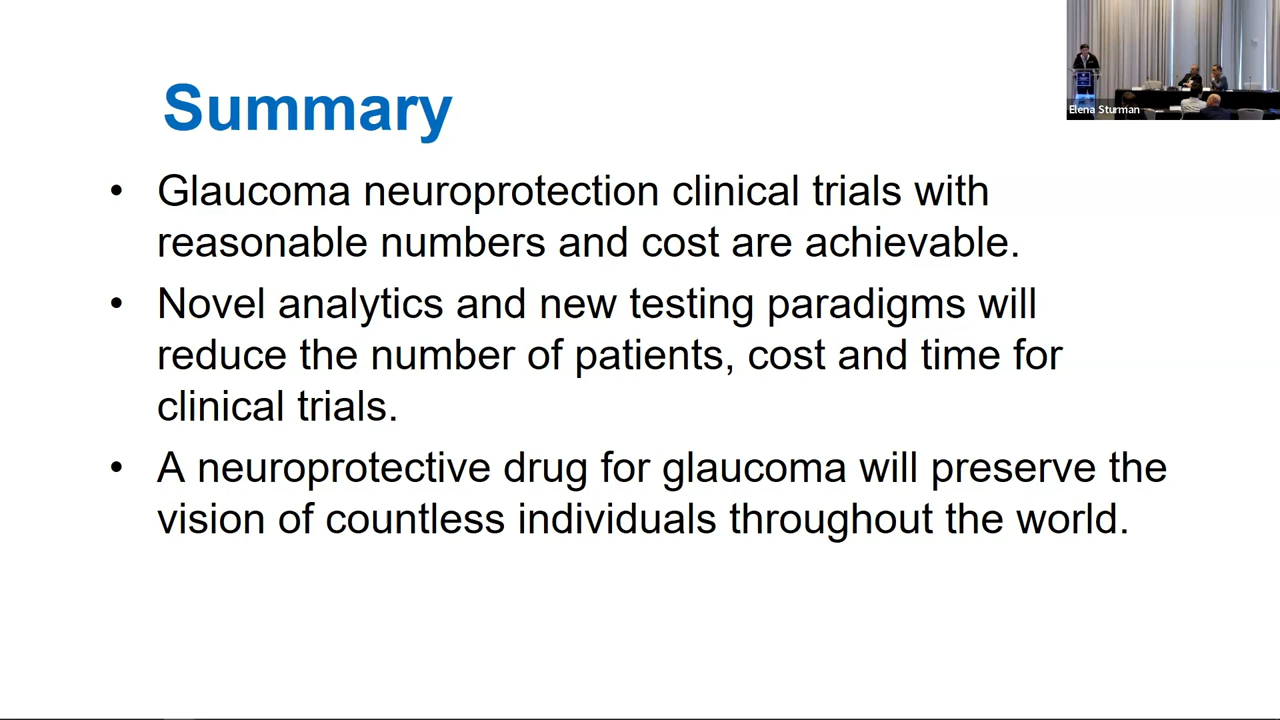 Elena Sturman
Summary
• Glaucoma neuroprotection clinical trials with
reasonable numbers and cost are achievable.
• Novel analytics and new testing paradigms will
reduce the number of patients, cost and time for
clinical trials.
• A neuroprotective drug for glaucoma will preserve the
vision of countless individuals throughout the world.